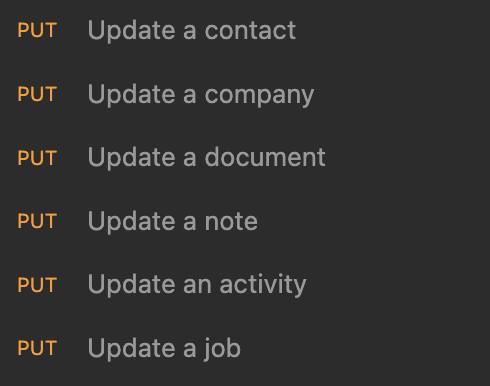 PUT Update a contact
PUT Update a company
PUT Update a document
PUT Update a note
PUT Update an activity
PUT Update a job